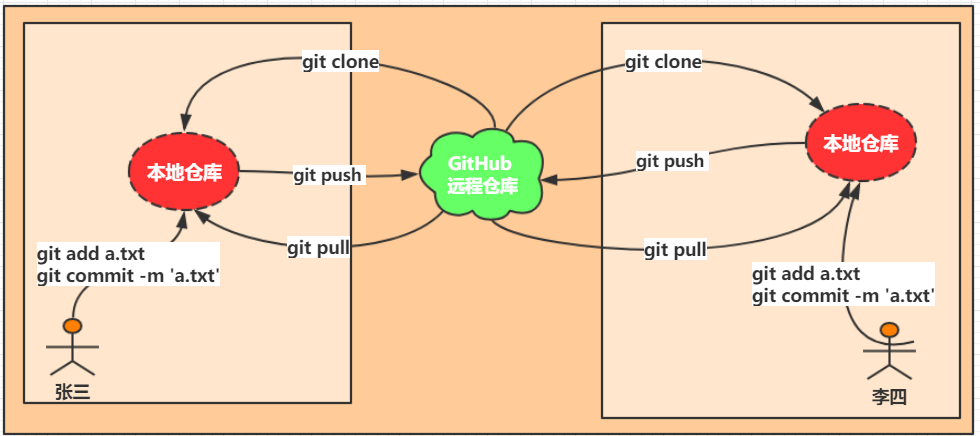 git clone
git clone
本地仓库
git push
GitHub
远程仓库
git push
本地仓库
git pull
git pull
git add a.txt
git commit -m 'a.txt'
git add a.txt
git commit -m 'a.txt'
张三
李四